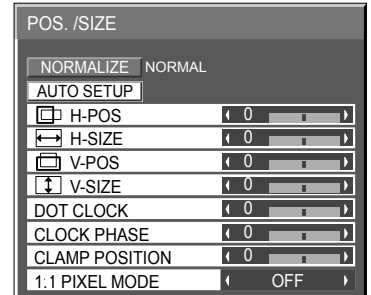 POS. /SIZE
NORMALIZE NORMAL
AUTO SETUP
H-POS 0
H-SIZE 0
V-POS 0
V-SIZE 0
DOT CLOCK 0
CLOCK PHASE 0
CLAMP POSITION 0
1:1 PIXEL MODE OFF